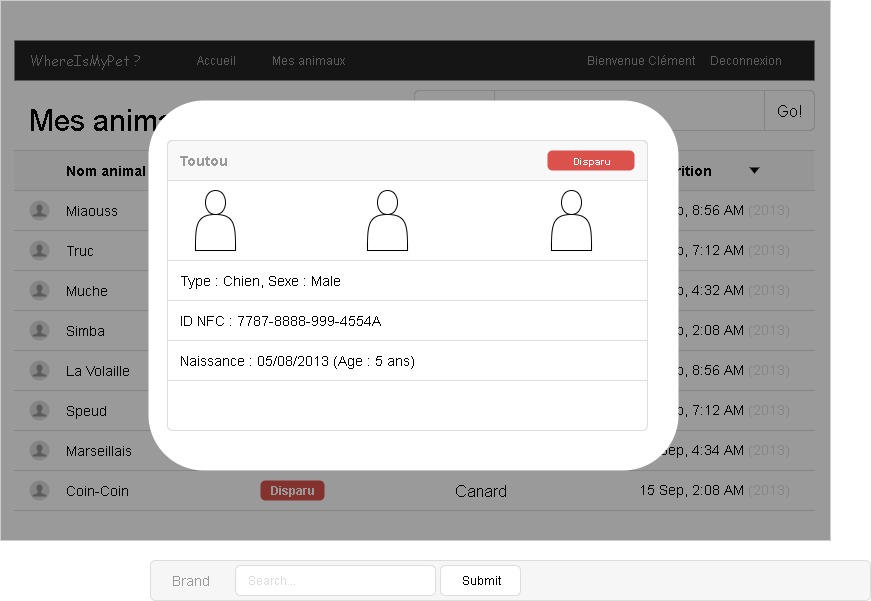 WhereIsMyPet? Accueil Mes animaux Bienvenue Clément Deconnexion
Mes anima Go!
Nom animal rition
Toutou Disparu
Miaouss 8:56 AM (2013)
Truc 7:12 AM (2013)
Type : Chien, Sexe : Male
Muche 4:32 AM (2013)
ID NFC : 7787-8888-999-4554A
Simba 2:08 AM (2013)
Naissance : 05/08/2013 (Age : 5 ans)
La Volaille 8:56 AM (2013)
Speud 7:12 AM (2013)
Marseillais ep, 4:34 AM (2013)
Coin-Coin Disparu Canard 15 Sep, 2:08 AM (2013)
Brand Search... Submit